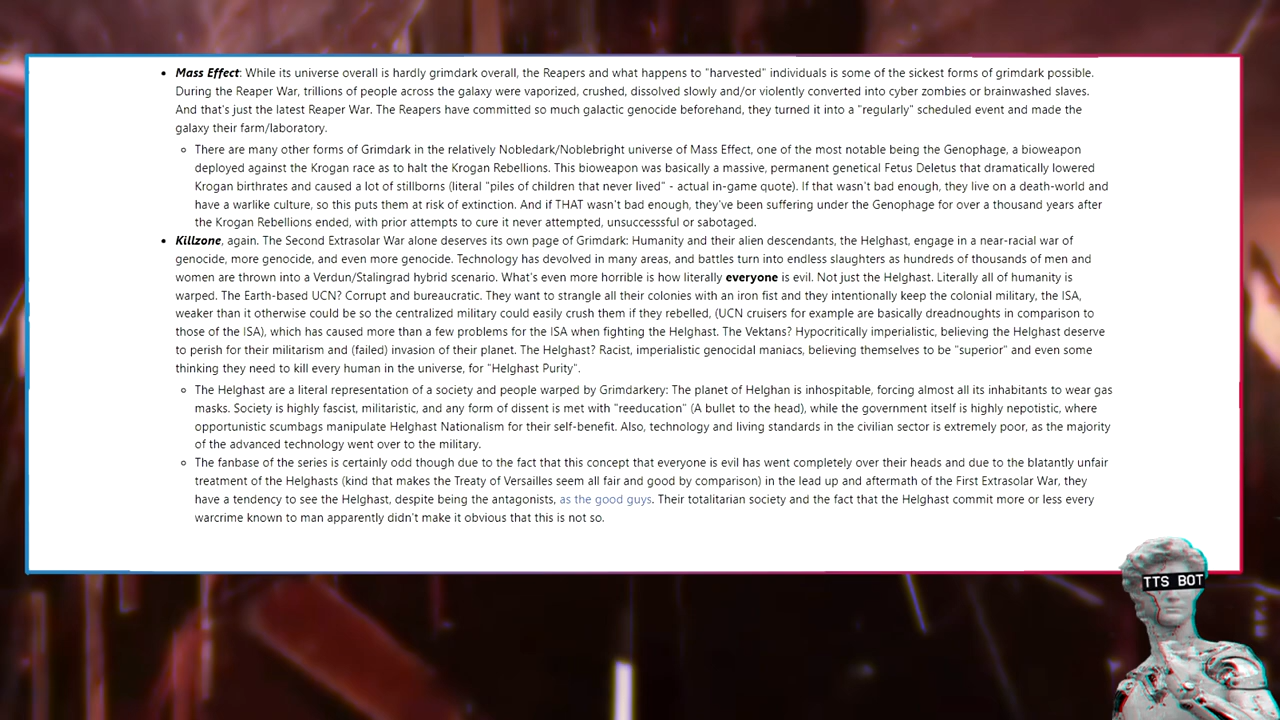 Mass Effect: While its universe overall is hardly grimdark overall, the Reapers and what happens to "harvested" individuals is some of the sickest forms of grimdark possible.
During the Reaper War, trillions of people across the galaxy were vaporized, crushed, dissolved slowly and/or violently converted into cyber zombies or brainwashed slaves.
And that's just the latest Reaper War. The Reapers have committed so much galactic genocide beforehand, they turned it into a "regularly" scheduled event and made the
galaxy their farm/laboratory.
There are many other forms of Grimdark in the relatively Nobledark/Noblebright universe of Mass Effect, one of the most notable being the Genophage, a bioweapon
deployed against the Krogan race as to halt the Krogan Rebellions. This bioweapon was basically a massive, permanent genetical Fetus Deletus that dramatically lowered
Krogan birthrates and caused a lot of stillborns (literal "piles of children that never lived" - actual in-game quote). If that wasn't bad enough, they live on a death-world and
have a warlike culture, so this puts them at risk of extinction. And if THAT wasn't bad enough, they've been suffering under the Genophage for over a thousand years after
the Krogan Rebellions ended, with prior attempts to cure it never attempted, unsucccessful or sabotaged.
Killzone, again. The Second Extrasolar War alone deserves its own page of Grimdark: Humanity and their alien descendants, the Helghast, engage in a near-racial war of
genocide, more genocide, and even more genocide. Technology has devolved in many areas, and battles turn into endless slaughters as hundreds of thousands of men and
women are thrown into a Verdun/Stalingrad hybrid scenario. What's even more horrible is how literally everyone is evil. Not just the Helghast. Literally all of humanity is
warped. The Earth-based UCN? Corrupt and bureaucratic. They want to strangle all their colonies with an iron fist and they intentionally keep the colonial military, the ISA,
weaker than it otherwise could be so the centralized military could easily crush them if they rebelled, (UCN cruisers for example are basically dreadnoughts in comparison to
those of the ISA), which has caused more than a few problems for the ISA when fighting the Helghast. The Vektans? Hypocritically imperialistic, believing the Helghast deserve
to perish for their militarism and (failed) invasion of their planet. The Helghast? Racist, imperialistic genocidal maniacs, believing themselves to be "superior" and even some
thinking they need to kill every human in the universe, for "Helghast Purity".
The Helghast are a literal representation of a society and people warped by Grimdarkery: The planet of Helghan is inhospitable, forcing almost all its inhabitants to wear gas
masks. Society is highly fascist, militaristic, and any form of dissent is met with "reeducation" (A bullet to the head), while the government itself is highly nepotistic, where
opportunistic scumbags manipulate Helghast Nationalism for their self-benefit. Also, technology and living standards in the civilian sector is extremely poor, as the majority
of the advanced technology went over to the military.
The fanbase of the series is certainly odd though due to the fact that this concept that everyone is evil has went completely over their heads and due to the blatantly unfair
treatment of the Helghasts (kind that makes the Treaty of Versailles seem all fair and good by comparison) in the lead up and aftermath of the First Extrasolar War, they
have a tendency to see the Helghast, despite being the antagonists, as the good guys. Their totalitarian society and the fact that the Helghast commit more or less every
warcrime known to man apparently didn't make it obvious that this is not so.
TTS BOT